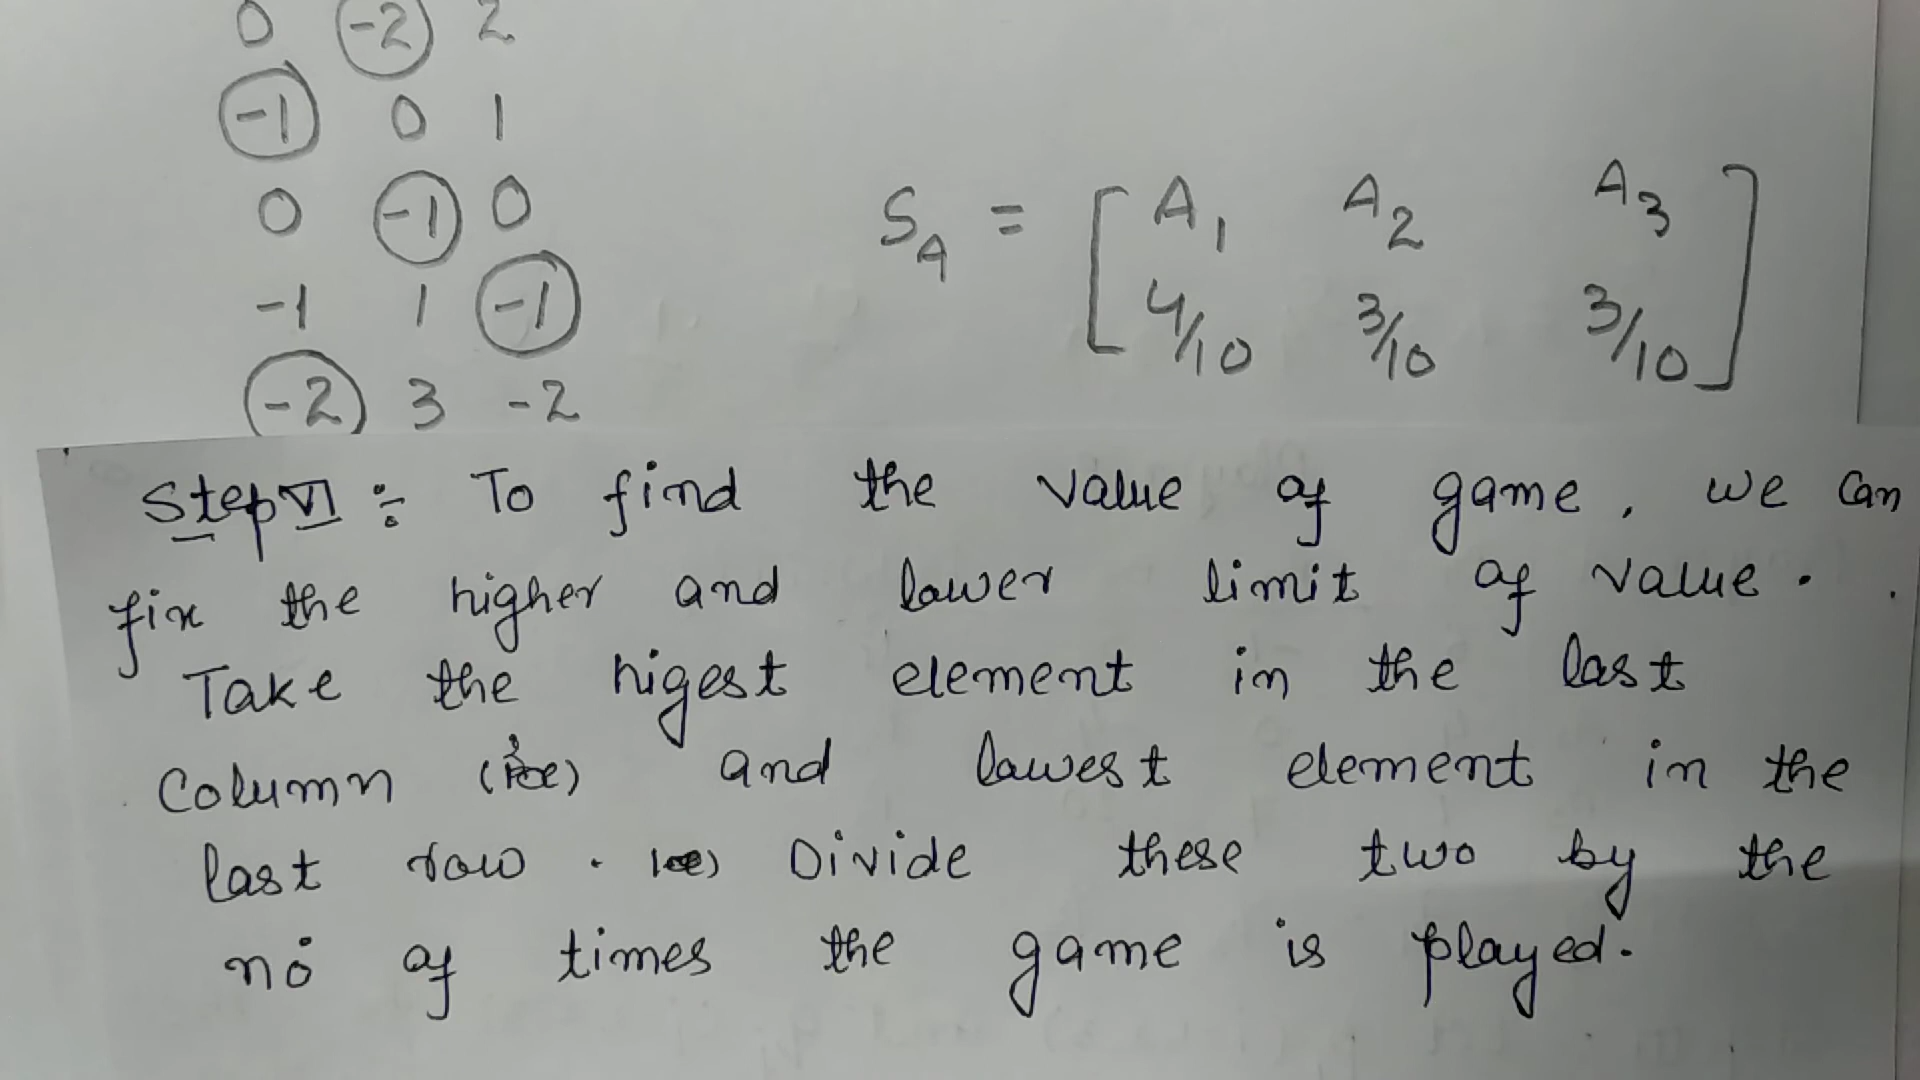 0 -2 2
-1 0 1
0 -1 0
-1 1 -1
-2 3 -2
S_A = [ A_1 A_2 A_3
4/10 3/10 3/10 ]
Step VI : To find the value of game, we can
fix the higher and lower limit of value.
Take the higest element in the last
Column and lowest element in the
last row . Divide these two by the
no of times the game is played.